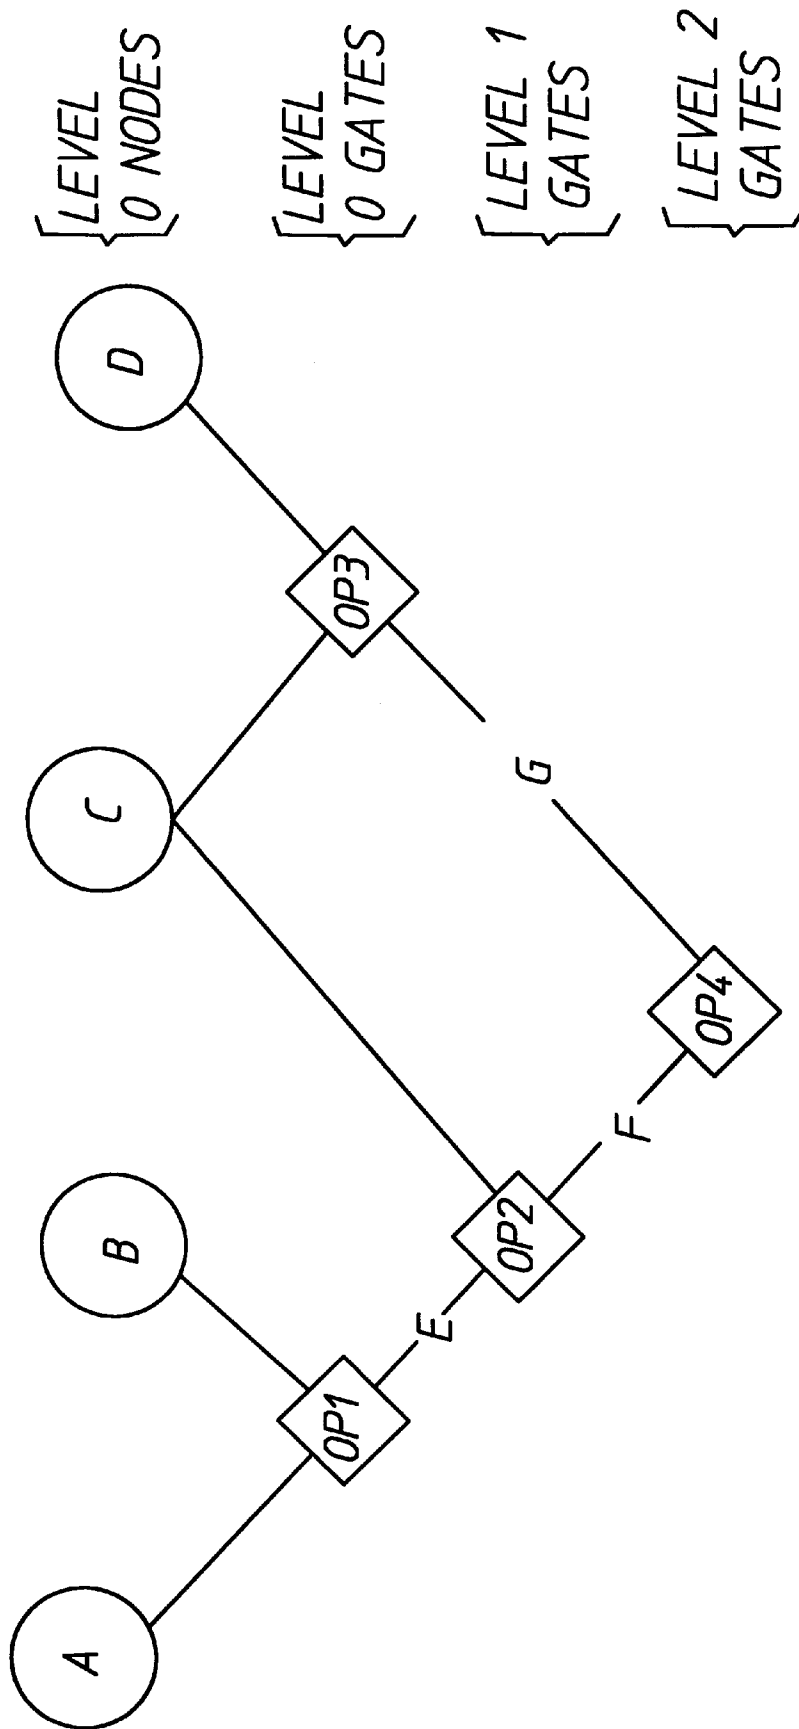 A
B
C
D
LEVEL
0 NODES
OP1
OP3
LEVEL
0 GATES
E
G
OP2
LEVEL 1
GATES
F
OP4
LEVEL 2
GATES